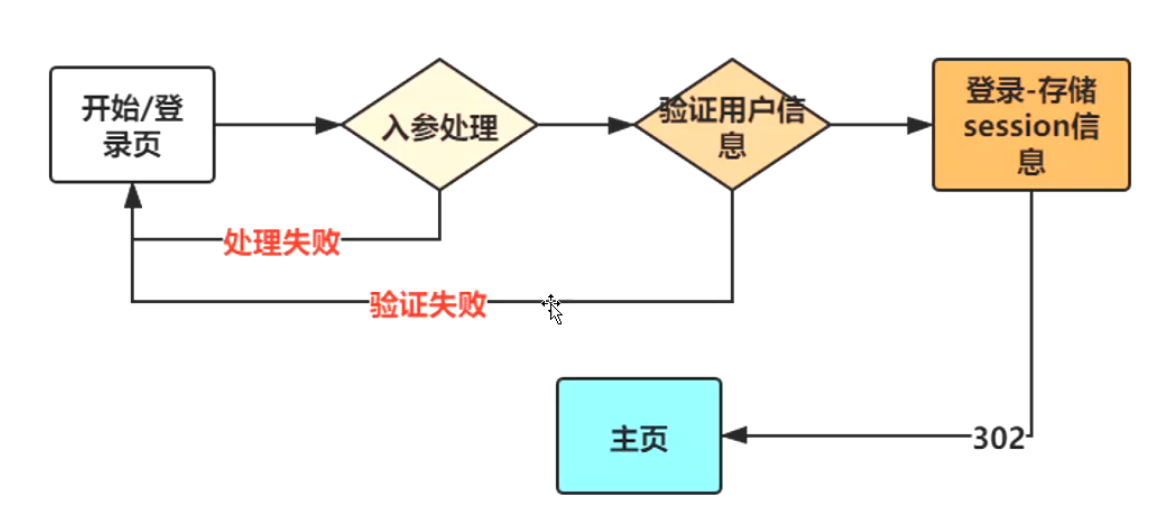 开始/登
录页
入参处理
验证用户信
息
登录-存储
session信
息
处理失败
验证失败
主页
302